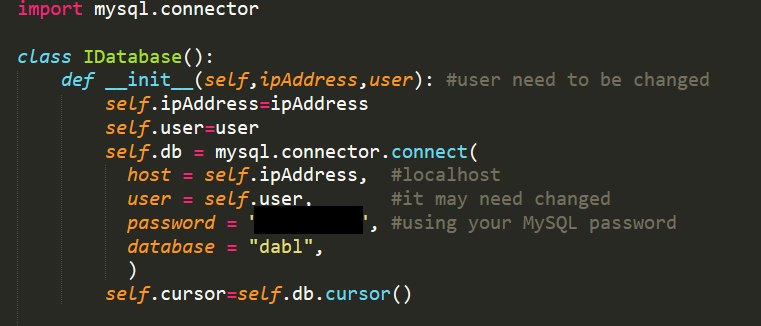 import mysql.connector
class IDatabase():
def __init__(self,ipAddress,user): #user need to be changed
self.ipAddress=ipAddress
self.user=user
self.db = mysql.connector.connect(
host = self.ipAddress, #localhost
user = self.user, #it may need changed
password = ' ', #using your MySQL password
database = "dabl",
)
self.cursor=self.db.cursor()